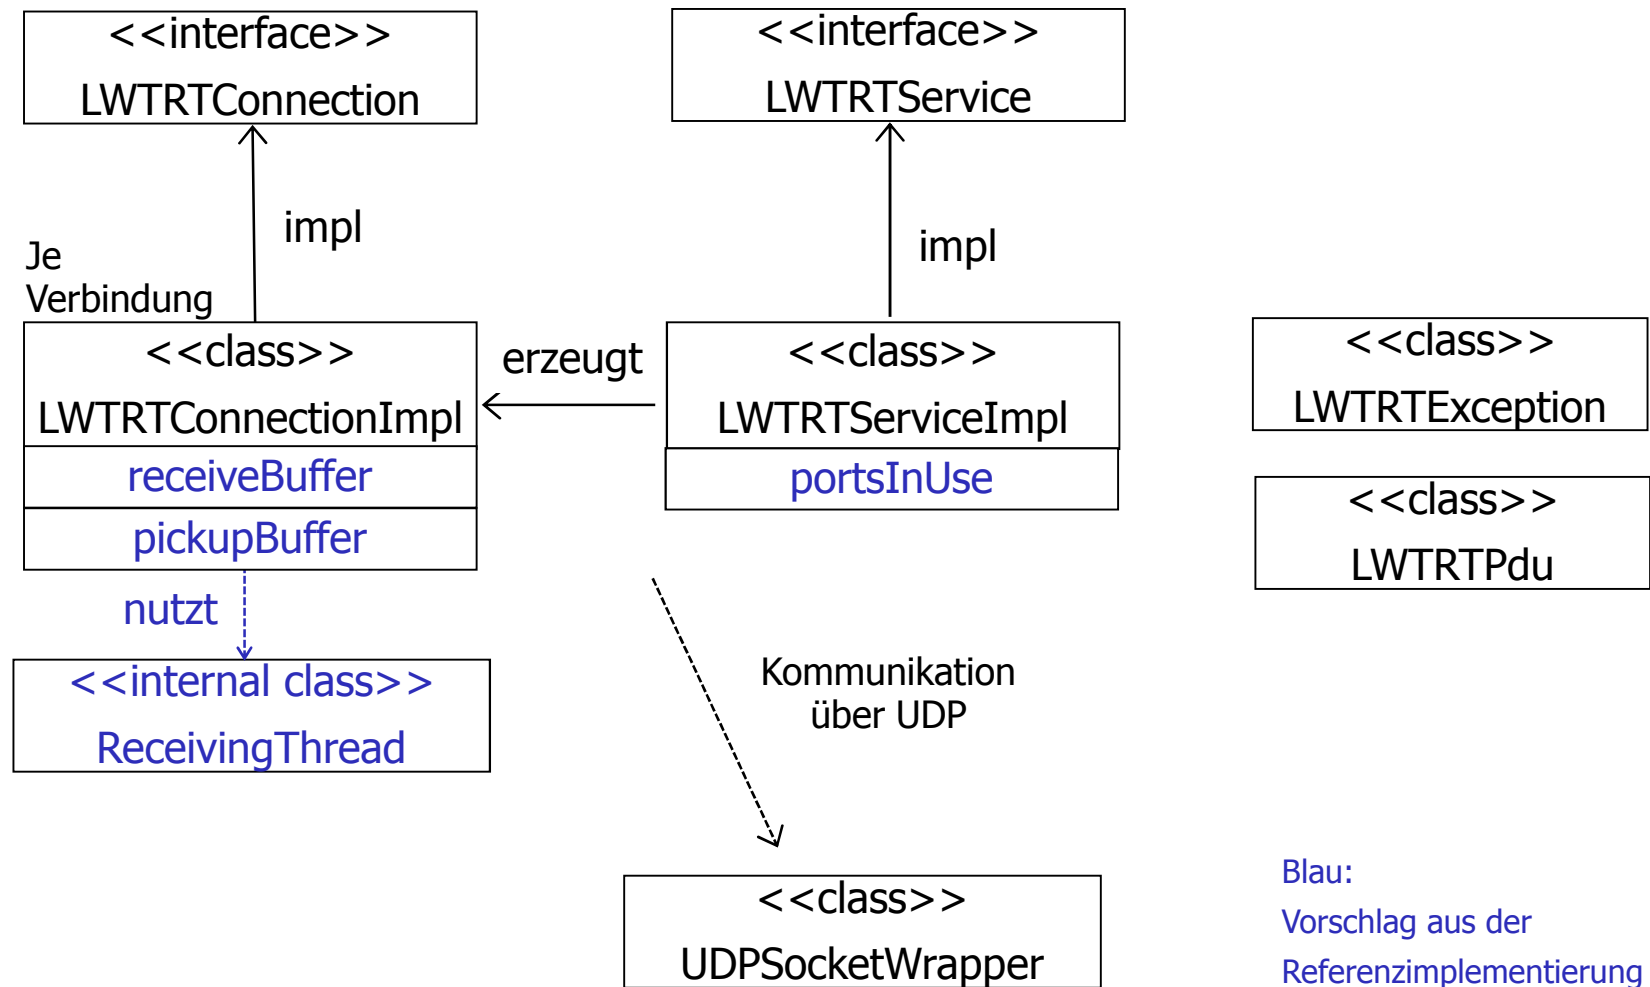 <<interface>>
LWTRTConnection
<<interface>>
LWTRTService
impl
impl
Je
Verbindung
<<class>>
LWTRTConnectionImpl
receiveBuffer
pickupBuffer
erzeugt
<<class>>
LWTRTServiceImpl
portsInUse
<<class>>
LWTRTException
<<class>>
LWTRTPdu
nutzt
<<internal class>>
ReceivingThread
Kommunikation
über UDP
<<class>>
UDPSocketWrapper
Blau:
Vorschlag aus der
Referenzimplementierung